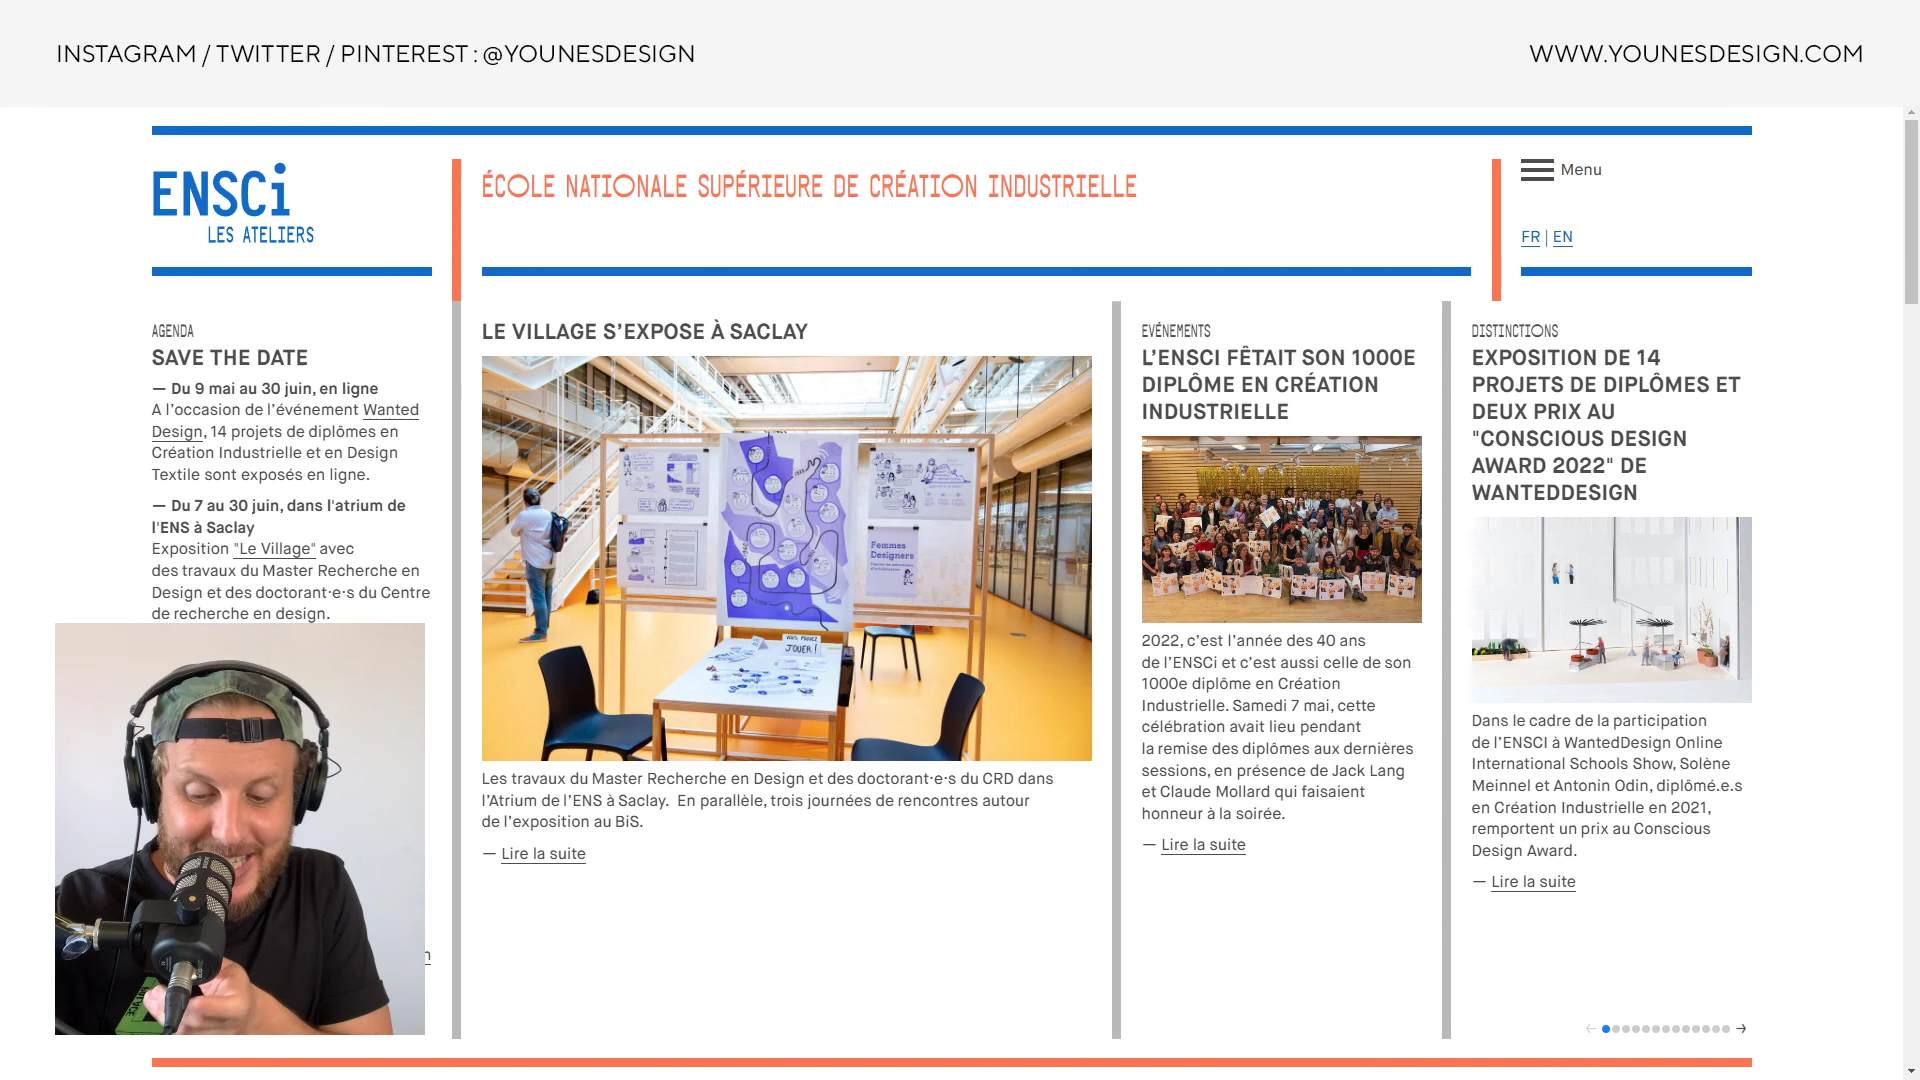 INSTAGRAM / TWITTER / PINTEREST : @YOUNESDESIGN
WWW.YOUNESDESIGN.COM
ENSCi
LES ATELIERS
ÉCOLE NATIONALE SUPÉRIEURE DE CRÉATION INDUSTRIELLE
Menu
FR | EN
AGENDA
SAVE THE DATE
— Du 9 mai au 30 juin, en ligne
A l’occasion de l’événement Wanted
Design, 14 projets de diplômes en
Création Industrielle et en Design
Textile sont exposés en ligne.
— Du 7 au 30 juin, dans l'atrium de
l'ENS à Saclay
Exposition "Le Village" avec
des travaux du Master Recherche en
Design et des doctorant·e·s du Centre
de recherche en design.
LE VILLAGE S’EXPOSE À SACLAY
Femmes
Designers
VOUS POUVEZ
JOUER !
Les travaux du Master Recherche en Design et des doctorant·e·s du CRD dans
l’Atrium de l’ENS à Saclay. En parallèle, trois journées de rencontres autour
de l’exposition au BiS.
— Lire la suite
EVÉNEMENTS
L’ENSCI FÊTAIT SON 1000E
DIPLÔME EN CRÉATION
INDUSTRIELLE
2022, c’est l’année des 40 ans
de l’ENSCi et c’est aussi celle de son
1000e diplôme en Création
Industrielle. Samedi 7 mai, cette
célébration avait lieu pendant
la remise des diplômes aux dernières
sessions, en présence de Jack Lang
et Claude Mollard qui faisaient
honneur à la soirée.
— Lire la suite
DISTINCTIONS
EXPOSITION DE 14
PROJETS DE DIPLÔMES ET
DEUX PRIX AU
"CONSCIOUS DESIGN
AWARD 2022" DE
WANTEDDESIGN
Dans le cadre de la participation
de l’ENSCI à WantedDesign Online
International Schools Show, Solène
Meinnel et Antonin Odin, diplômé.e.s
en Création Industrielle en 2021,
remportent un prix au Conscious
Design Award.
— Lire la suite
n
PALACE